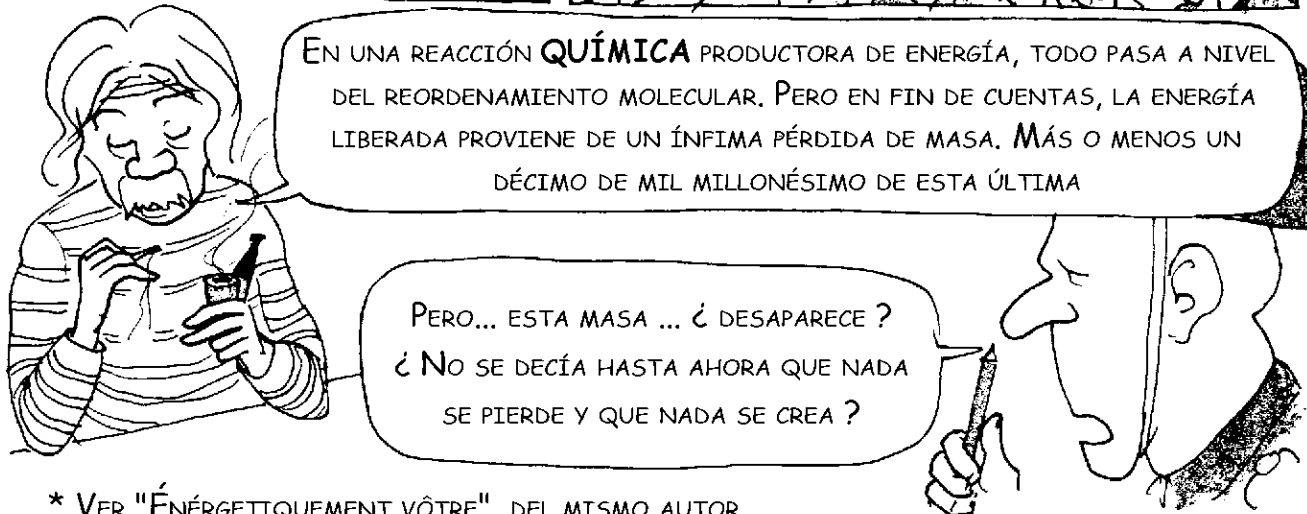 EN UNA REACCIÓN QUÍMICA PRODUCTORA DE ENERGÍA, TODO PASA A NIVEL
DEL REORDENAMIENTO MOLECULAR. PERO EN FIN DE CUENTAS, LA ENERGÍA
LIBERADA PROVIENE DE UN ÍNFIMA PÉRDIDA DE MASA. MÁS O MENOS UN
DÉCIMO DE MIL MILLONÉSIMO DE ESTA ÚLTIMA
PERO... ESTA MASA ... ¿ DESAPARECE ?
¿ NO SE DECÍA HASTA AHORA QUE NADA
SE PIERDE Y QUE NADA SE CREA ?
* VER "ÉNÉRGETIQUEMENT VÔTRE", DEL MISMO AUTOR